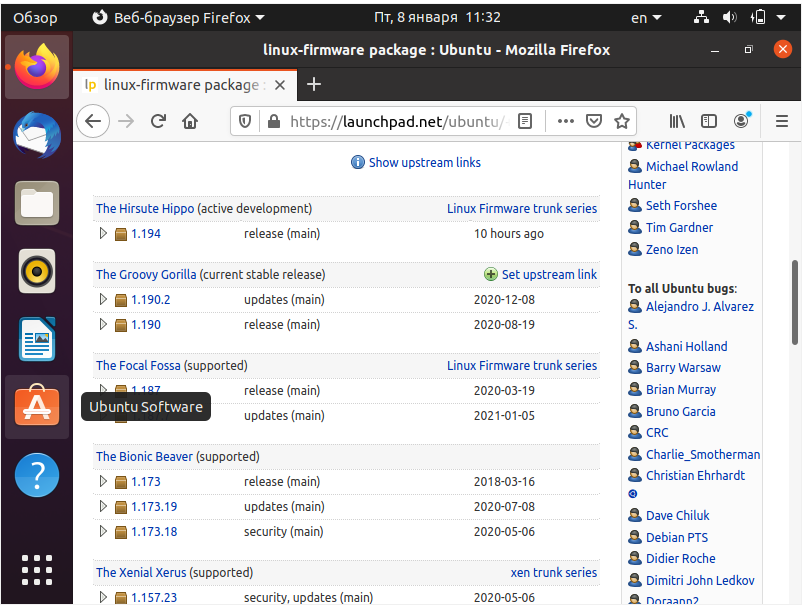 Обзор
Веб-браузер Firefox
Пт, 8 января 11:32
en
linux-firmware package : Ubuntu - Mozilla Firefox
lp linux-firmware package :
https://launchpad.net/ubuntu/
Show upstream links
The Hirsute Hippo (active development) Linux Firmware trunk series
1.194 release (main) 10 hours ago
The Groovy Gorilla (current stable release) Set upstream link
1.190.2 updates (main) 2020-12-08
1.190 release (main) 2020-08-19
The Focal Fossa (supported) Linux Firmware trunk series
1.187 release (main) 2020-03-19
updates (main) 2021-01-05
Ubuntu Software
The Bionic Beaver (supported)
1.173 release (main) 2018-03-16
1.173.19 updates (main) 2020-07-08
1.173.18 security (main) 2020-05-06
The Xenial Xerus (supported) xen trunk series
1.157.23 security, updates (main) 2020-05-06
Kernel Packages
Michael Rowland
Hunter
Seth Forshee
Tim Gardner
Zeno Izen
To all Ubuntu bugs:
Alejandro J. Alvarez
S.
Ashani Holland
Barry Warsaw
Brian Murray
Bruno Garcia
CRC
Charlie_Smotherman
Christian Ehrhardt
Dave Chiluk
Debian PTS
Didier Roche
Dimitri John Ledkov
Doraann2